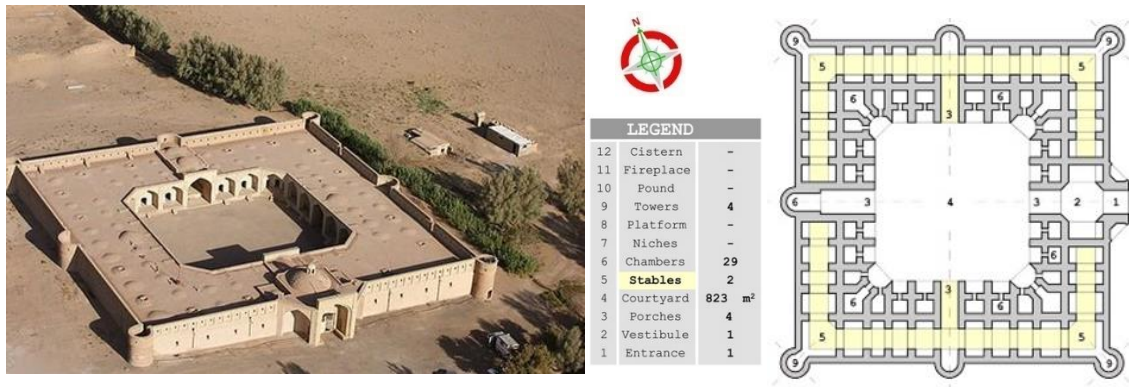 N
LEGEND
12 Cistern -
11 Fireplace -
10 Pound -
9 Towers 4
8 Platform -
7 Niches -
6 Chambers 29
5 Stables 2
4 Courtyard 823 m²
3 Porches 4
2 Vestibule 1
1 Entrance 1
9 9
5 5
6 6
3
6 3 4 3 2 1
6
6 3 6
5 5
9 9